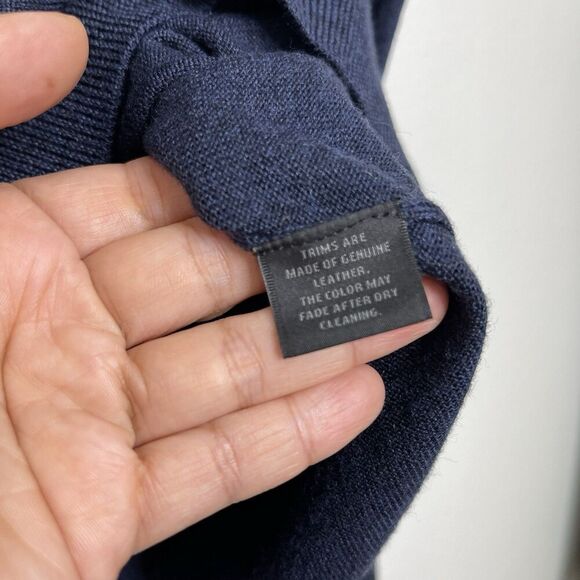 TRIMS ARE
MADE OF GENUINE
LEATHER.
THE COLOR MAY
FADE AFTER DRY
CLEANING.